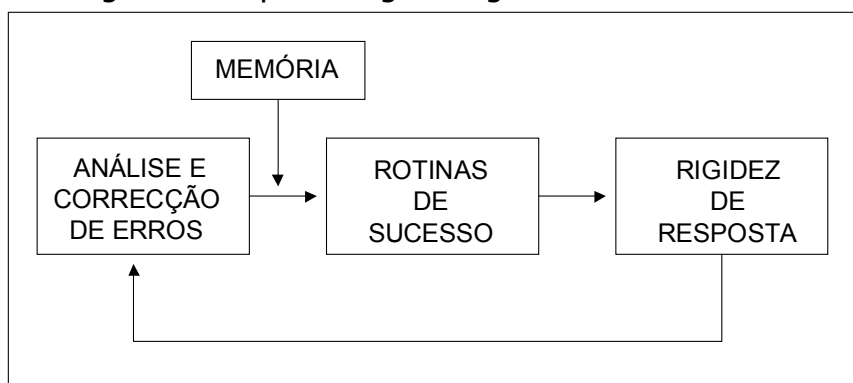 MEMÓRIA
ANÁLISE E
CORRECÇÃO
DE ERROS
ROTINAS
DE
SUCESSO
RIGIDEZ
DE
RESPOSTA